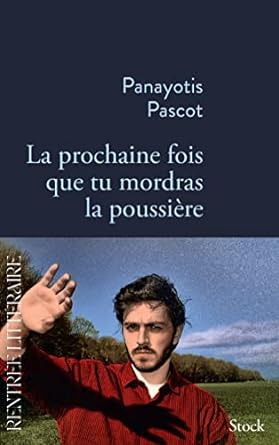 Panayotis
Pascot
La prochaine fois
que tu mordras
la poussière
RENTRÉE LITTÉRAIRE
Stock